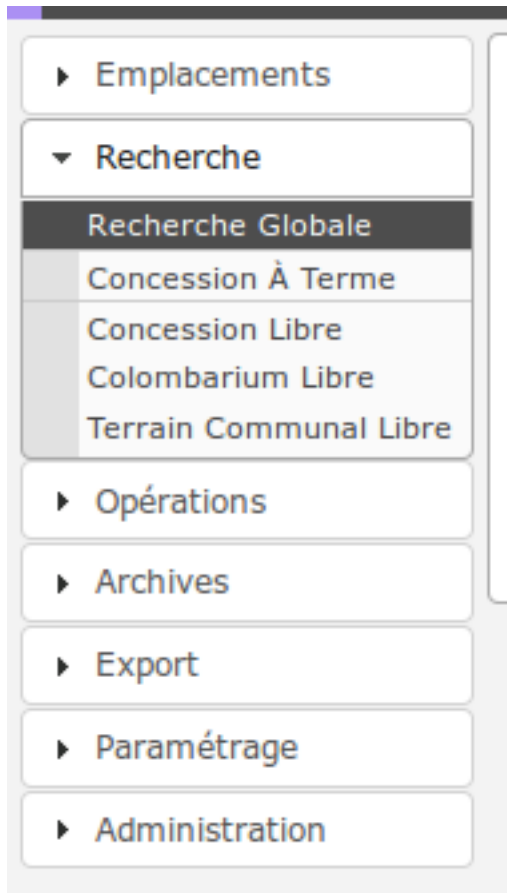 Emplacements
Recherche
Recherche Globale
Concession À Terme
Concession Libre
Colombarium Libre
Terrain Communal Libre
Opérations
Archives
Export
Paramétrage
Administration